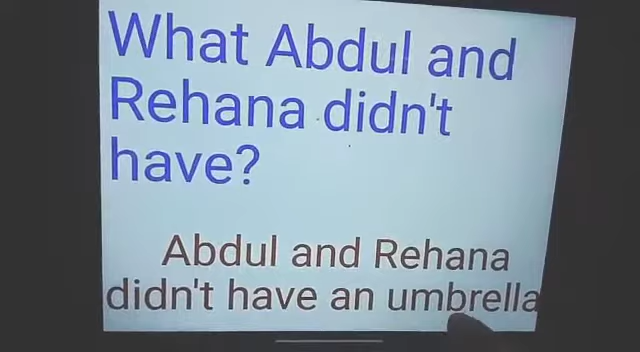 What Abdul and
Rehana didn't
have?
Abdul and Rehana
didn't have an umbrella